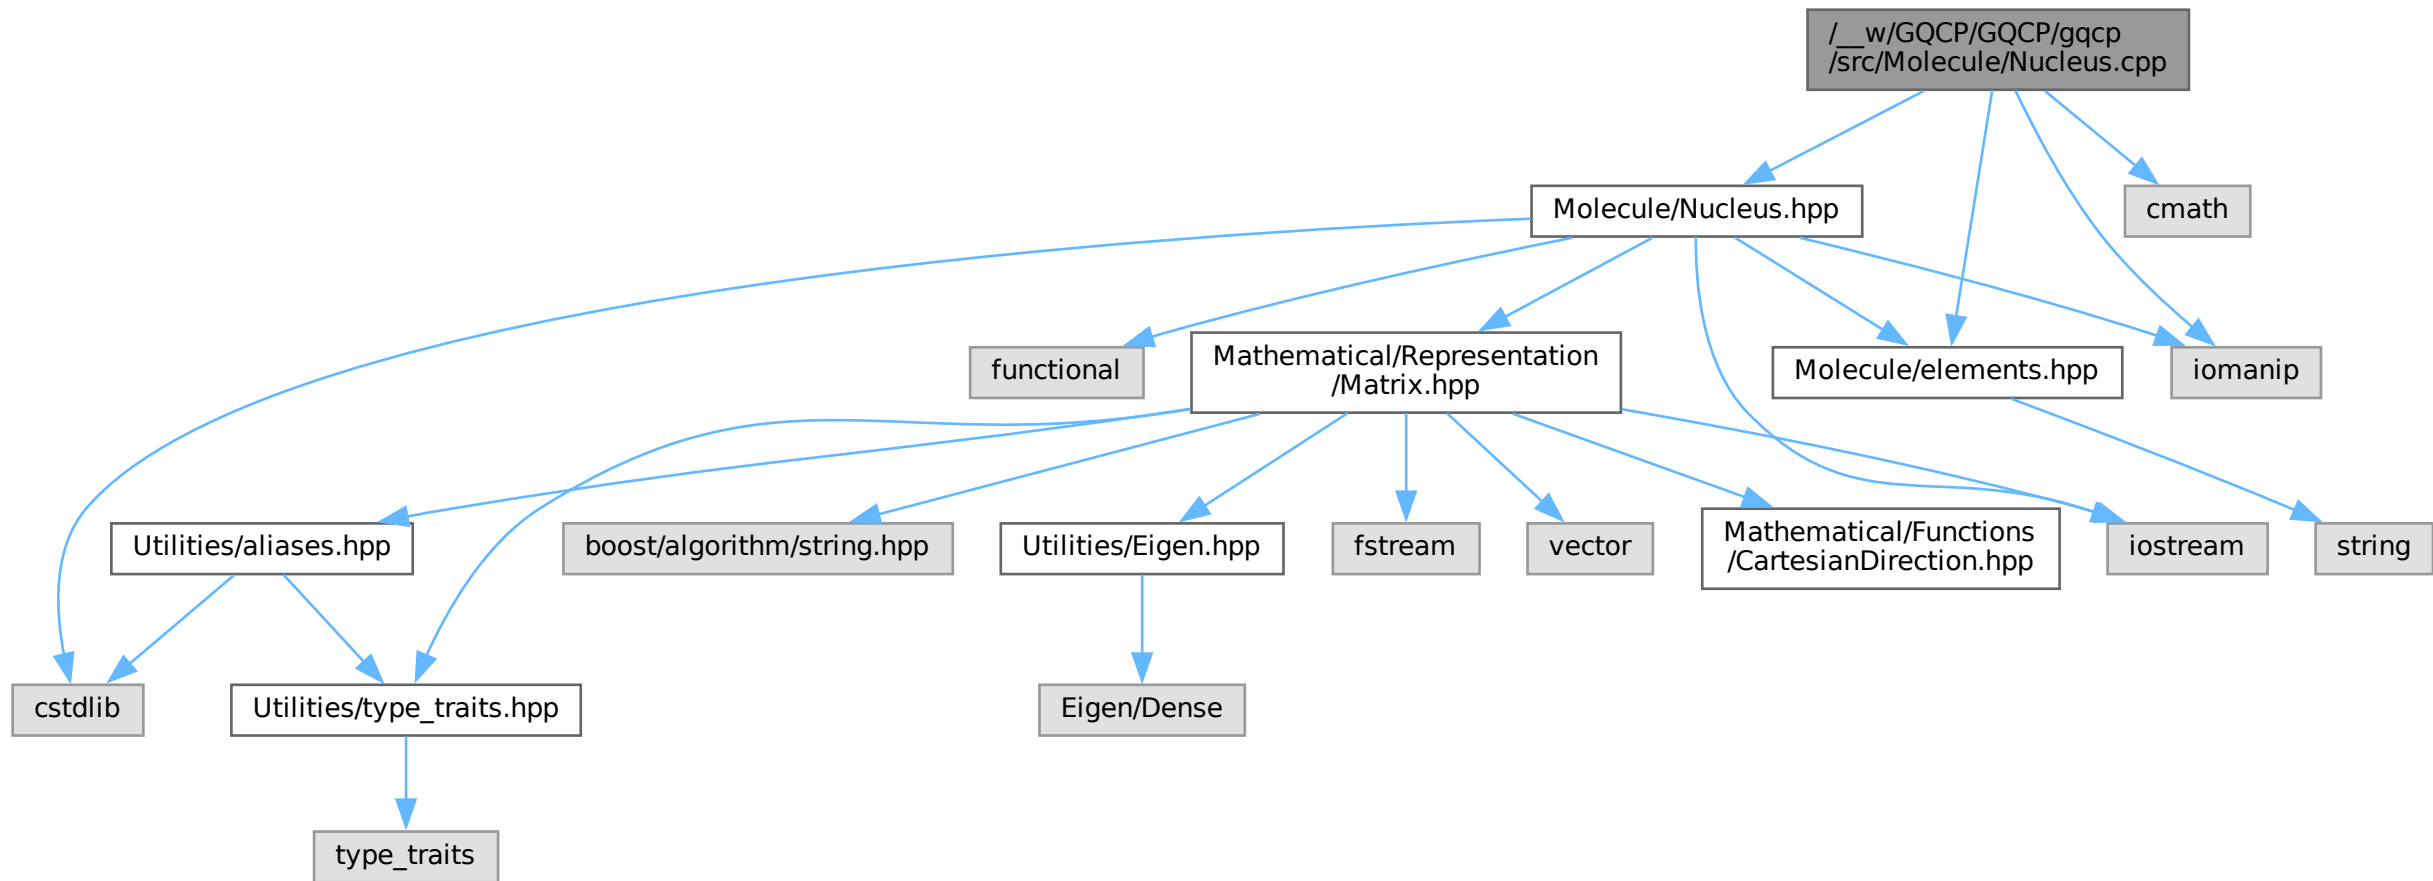 /__w/GQCP/GQCP/gqcp
/src/Molecule/Nucleus.cpp
Molecule/Nucleus.hpp
cmath
functional
Mathematical/Representation
/Matrix.hpp
Molecule/elements.hpp
iomanip
Utilities/aliases.hpp
boost/algorithm/string.hpp
Utilities/Eigen.hpp
fstream
vector
Mathematical/Functions
/CartesianDirection.hpp
iostream
string
cstdlib
Utilities/type_traits.hpp
Eigen/Dense
type_traits